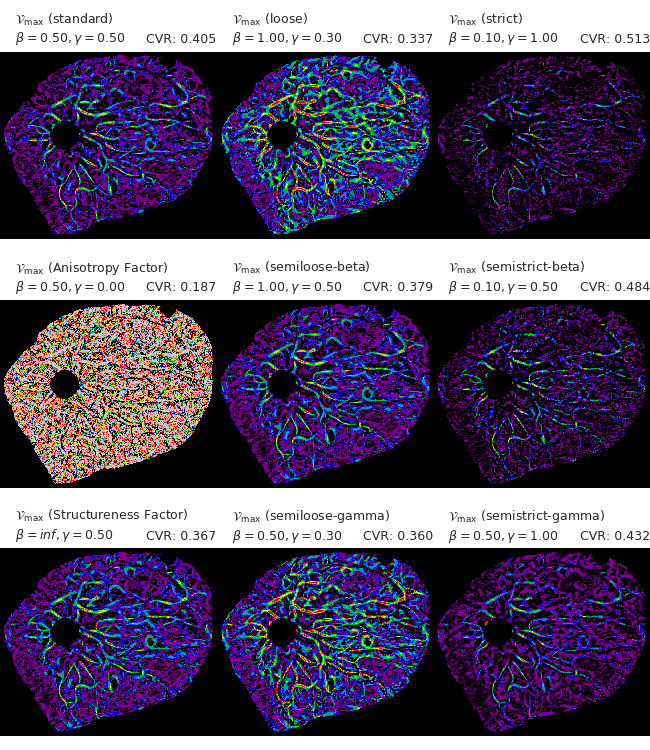 𝒱max (standard)
β = 0.50, γ = 0.50 CVR: 0.405
𝒱max (loose)
β = 1.00, γ = 0.30 CVR: 0.337
𝒱max (strict)
β = 0.10, γ = 1.00 CVR: 0.513
𝒱max (Anisotropy Factor)
β = 0.50, γ = 0.00 CVR: 0.187
𝒱max (semiloose-beta)
β = 1.00, γ = 0.50 CVR: 0.379
𝒱max (semistrict-beta)
β = 0.10, γ = 0.50 CVR: 0.484
𝒱max (Structureness Factor)
β = inf, γ = 0.50 CVR: 0.367
𝒱max (semiloose-gamma)
β = 0.50, γ = 0.30 CVR: 0.360
𝒱max (semistrict-gamma)
β = 0.50, γ = 1.00 CVR: 0.432